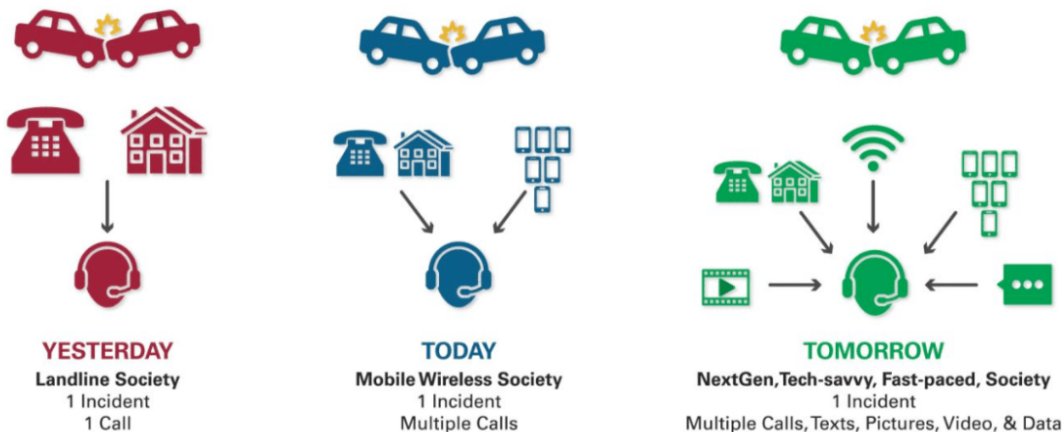 YESTERDAY
Landline Society
1 Incident
1 Call
TODAY
Mobile Wireless Society
1 Incident
Multiple Calls
TOMORROW
NextGen, Tech-savvy, Fast-paced, Society
1 Incident
Multiple Calls, Texts, Pictures, Video, & Data